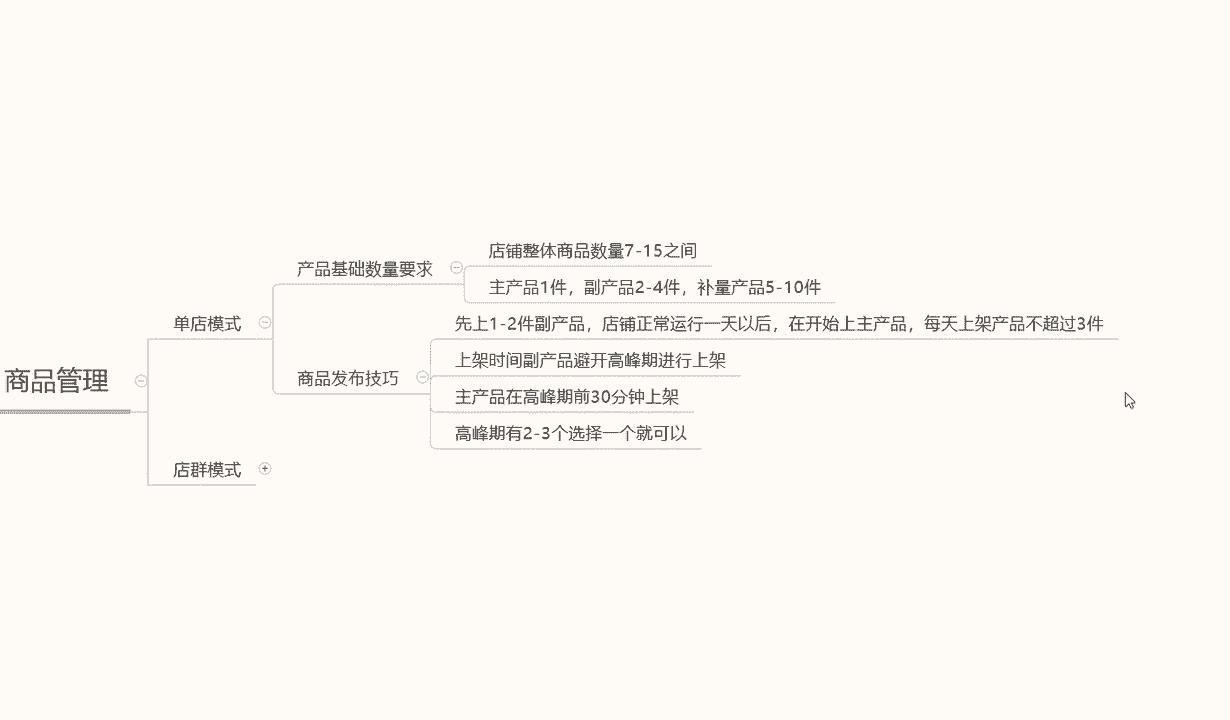 商品管理
单店模式
产品基础数量要求
店铺整体商品数量7-15之间
主产品1件，副产品2-4件，补量产品5-10件
商品发布技巧
先上1-2件副产品，店铺正常运行一天以后，在开始上主产品，每天上架产品不超过3件
上架时间副产品避开高峰期进行上架
主产品在高峰期前30分钟上架
高峰期有2-3个选择一个就可以
店群模式